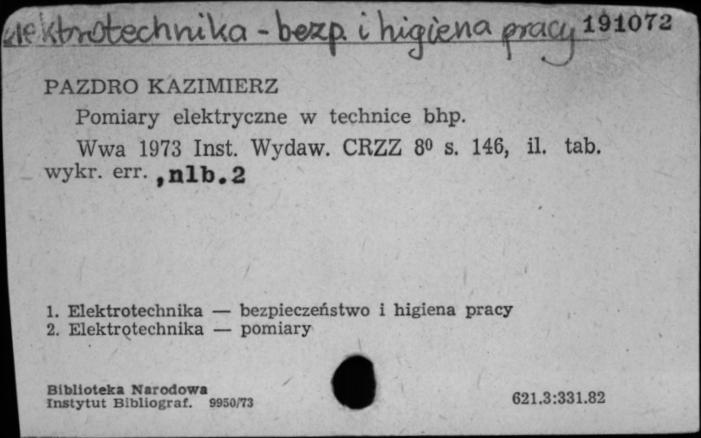 elektrotechnika - bezp. i higiena pracy 191072
PAZDRO KAZIMIERZ
Pomiary elektryczne w technice bhp.
Wwa 1973 Inst. Wydaw. CRZZ 8⁰ s. 146, il. tab.
wykr. err. ,nlb.2
1. Elektrotechnika — bezpieczeństwo i higiena pracy
2. Elektrotechnika — pomiary
Biblioteka Narodowa
Instytut Bibliograf. 9950/73
621.3:331.82